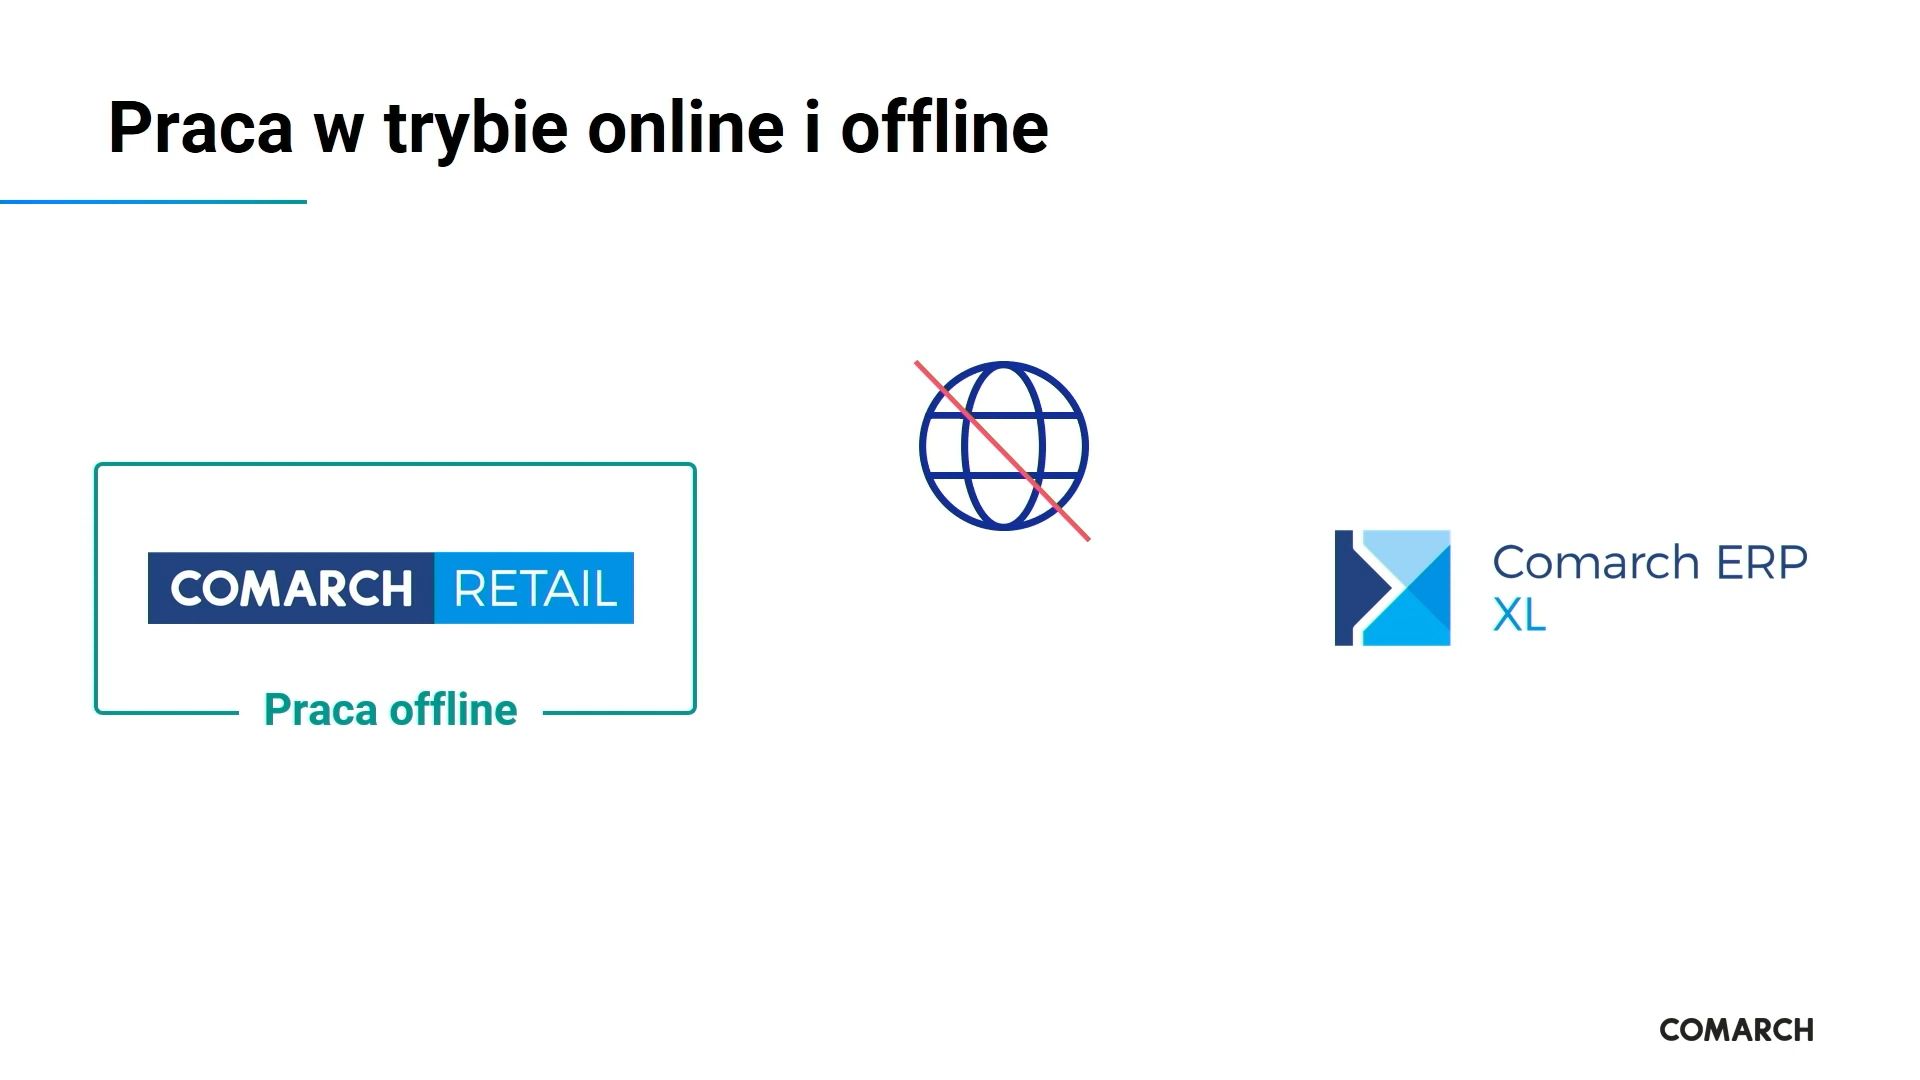 Praca w trybie online i offline
COMARCH RETAIL
Praca offline
Comarch ERP
XL
COMARCH